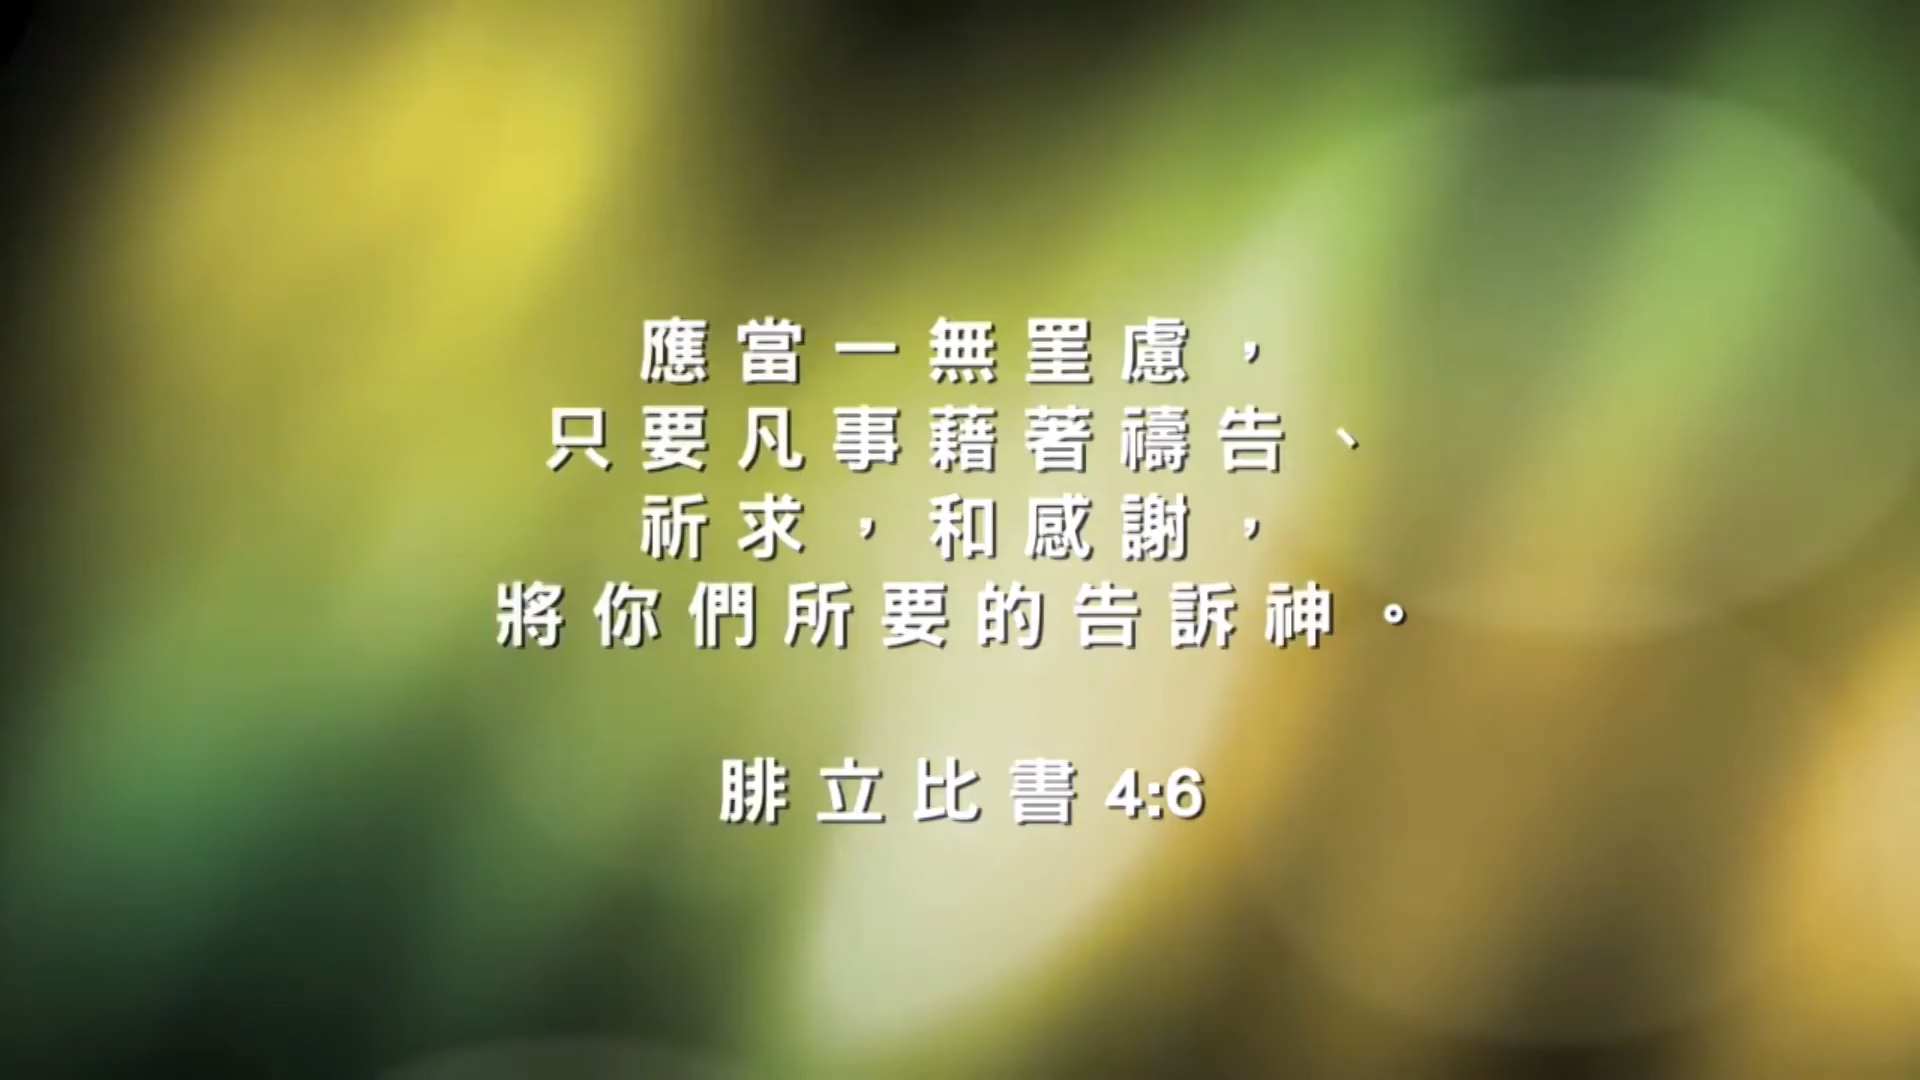 應當一無罣慮，
只要凡事藉著禱告、
祈求，和感謝，
將你們所要的告訴神。
腓立比書 4:6